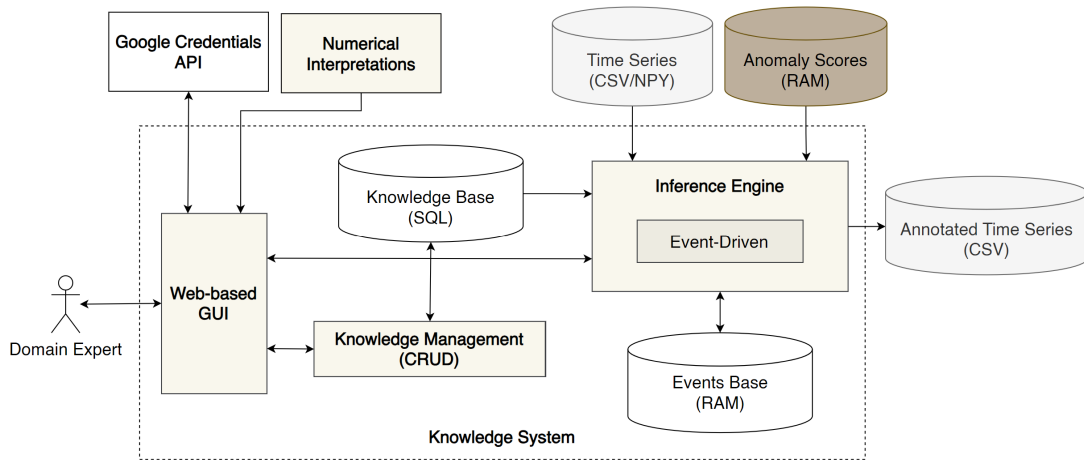 Google Credentials
API
Numerical
Interpretations
Time Series
(CSV/NPY)
Anomaly Scores
(RAM)
Knowledge Base
(SQL)
Inference Engine
Event-Driven
Annotated Time Series
(CSV)
Web-based
GUI
Domain Expert
Knowledge Management
(CRUD)
Events Base
(RAM)
Knowledge System